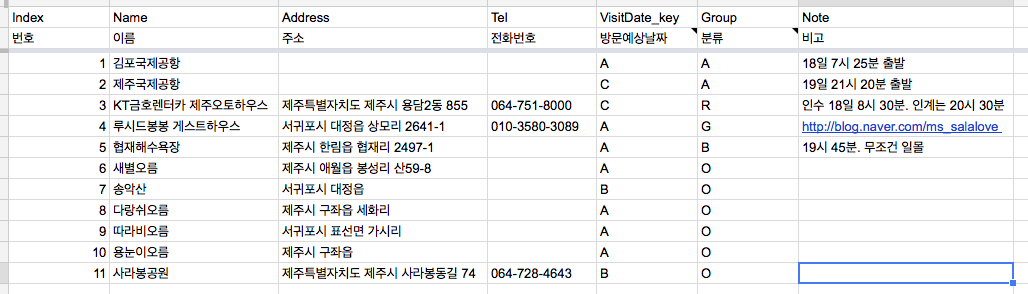 Index Name Address Tel VisitDate_key Group Note
번호 이름 주소 전화번호 방문예상날짜 분류 비고
1 김포국제공항 A A 18일 7시 25분 출발
2 제주국제공항 C A 19일 21시 20분 출발
3 KT금호렌터카 제주오토하우스 제주특별자치도 제주시 용담2동 855 064-751-8000 C R 인수 18일 8시 30분. 인계는 20시 30분
4 루시드봉봉 게스트하우스 서귀포시 대정읍 상모리 2641-1 010-3580-3089 A G http://blog.naver.com/ms_salalove_
5 협재해수욕장 제주시 한림읍 협재리 2497-1 A B 19시 45분. 무조건 일몰
6 새별오름 제주시 애월읍 봉성리 산59-8 A O
7 송악산 서귀포시 대정읍 B O
8 다랑쉬오름 제주시 구좌읍 세화리 A O
9 따라비오름 서귀포시 표선면 가시리 A O
10 용눈이오름 제주시 구좌읍 A O
11 사라봉공원 제주특별자치도 제주시 사라봉동길 74 064-728-4643 B O